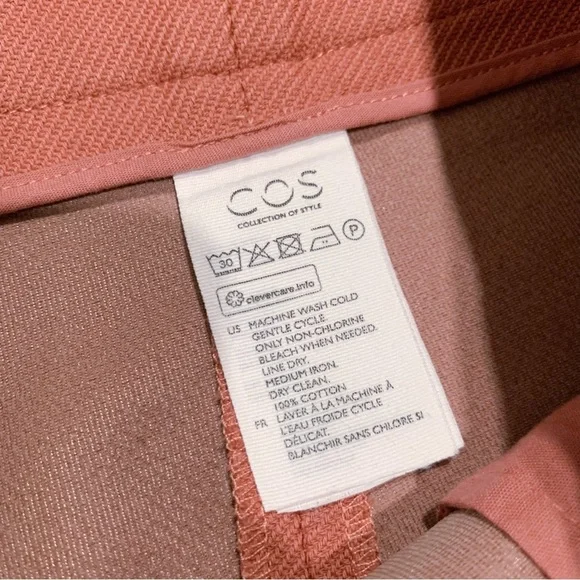 COS
COLLECTION OF STYLE
30 P
clevercare.info
US MACHINE WASH COLD
GENTLE CYCLE.
ONLY NON-CHLORINE
BLEACH WHEN NEEDED.
LINE DRY.
MEDIUM IRON.
DRY CLEAN.
100% COTTON
FR LAVER À LA MACHINE À
L'EAU FROIDE CYCLE
DÉLICAT.
BLANCHIR SANS CHLORE SI